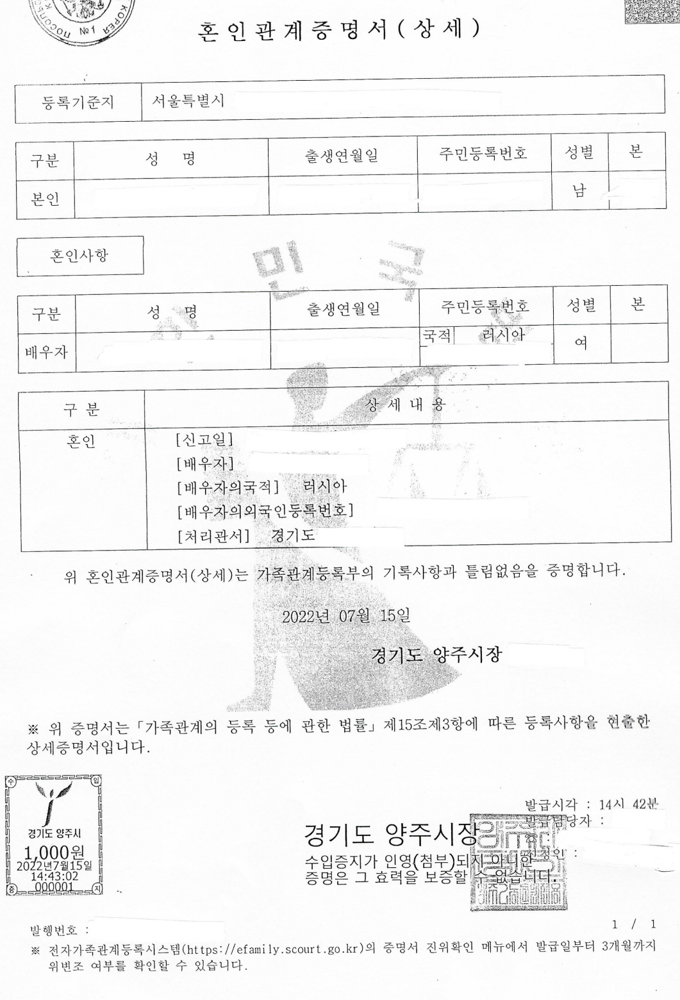 ПОСОЛЬС
№1
КОРЕЯ
혼인관계증명서(상세)
등록기준지 서울특별시
구분 성 명 출생연월일 주민등록번호 성별 본
본인 남
혼인사항
민 국
구분 성 명 출생연월일 주민등록번호 성별 본
배우자 국적 러시아 여
구 분 상 세 내 용
혼인 [신고일]
[배우자]
[배우자의국적] 러시아
[배우자의외국인등록번호]
[처리관서] 경기도
위 혼인관계증명서(상세)는 가족관계등록부의 기록사항과 틀림없음을 증명합니다.
2022년 07월 15일
경기도 양주시장
※ 위 증명서는「가족관계의 등록 등에 관한 법률」제15조제3항에 따른 등록사항을 현출한
상세증명서입니다.
수 입
경기도 양주시
1,000원
2022년7월15일
14:43:02
000001
증 지
발급시각 : 14시 42분
발급담당자 :
☎ :
신청인 :
경기도 양주시장
수입증지가 인영(첨부)되지 아니한
증명은 그 효력을 보증할 수 없습니다.
발행번호 :
1 / 1
※ 전자가족관계등록시스템(https://efamily.scourt.go.kr)의 증명서 진위확인 메뉴에서 발급일부터 3개월까지
위변조 여부를 확인할 수 있습니다.